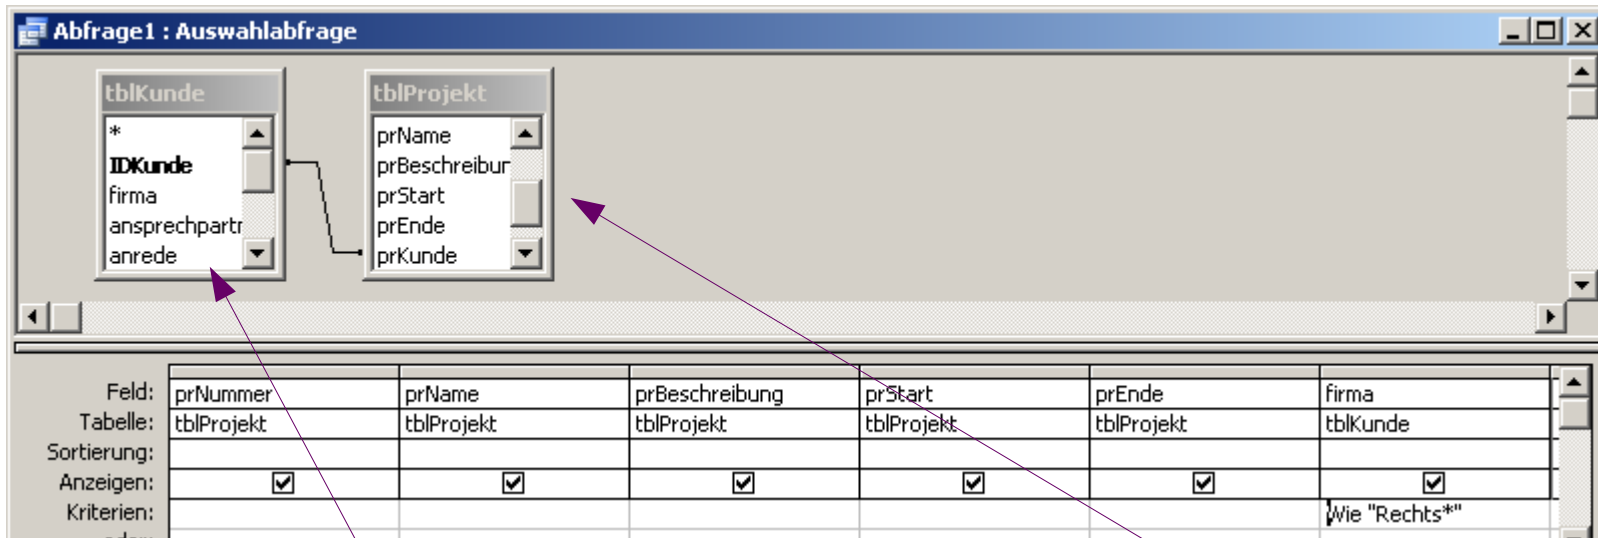 Abfrage1 : Auswahlabfrage
tblKunde
*
IDKunde
firma
ansprechpartr
anrede
tblProjekt
prName
prBeschreibur
prStart
prEnde
prKunde
Feld: prNummer prName prBeschreibung prStart prEnde firma
Tabelle: tblProjekt tblProjekt tblProjekt tblProjekt tblProjekt tblKunde
Sortierung:
Anzeigen:
Kriterien: Wie "Rechts*"